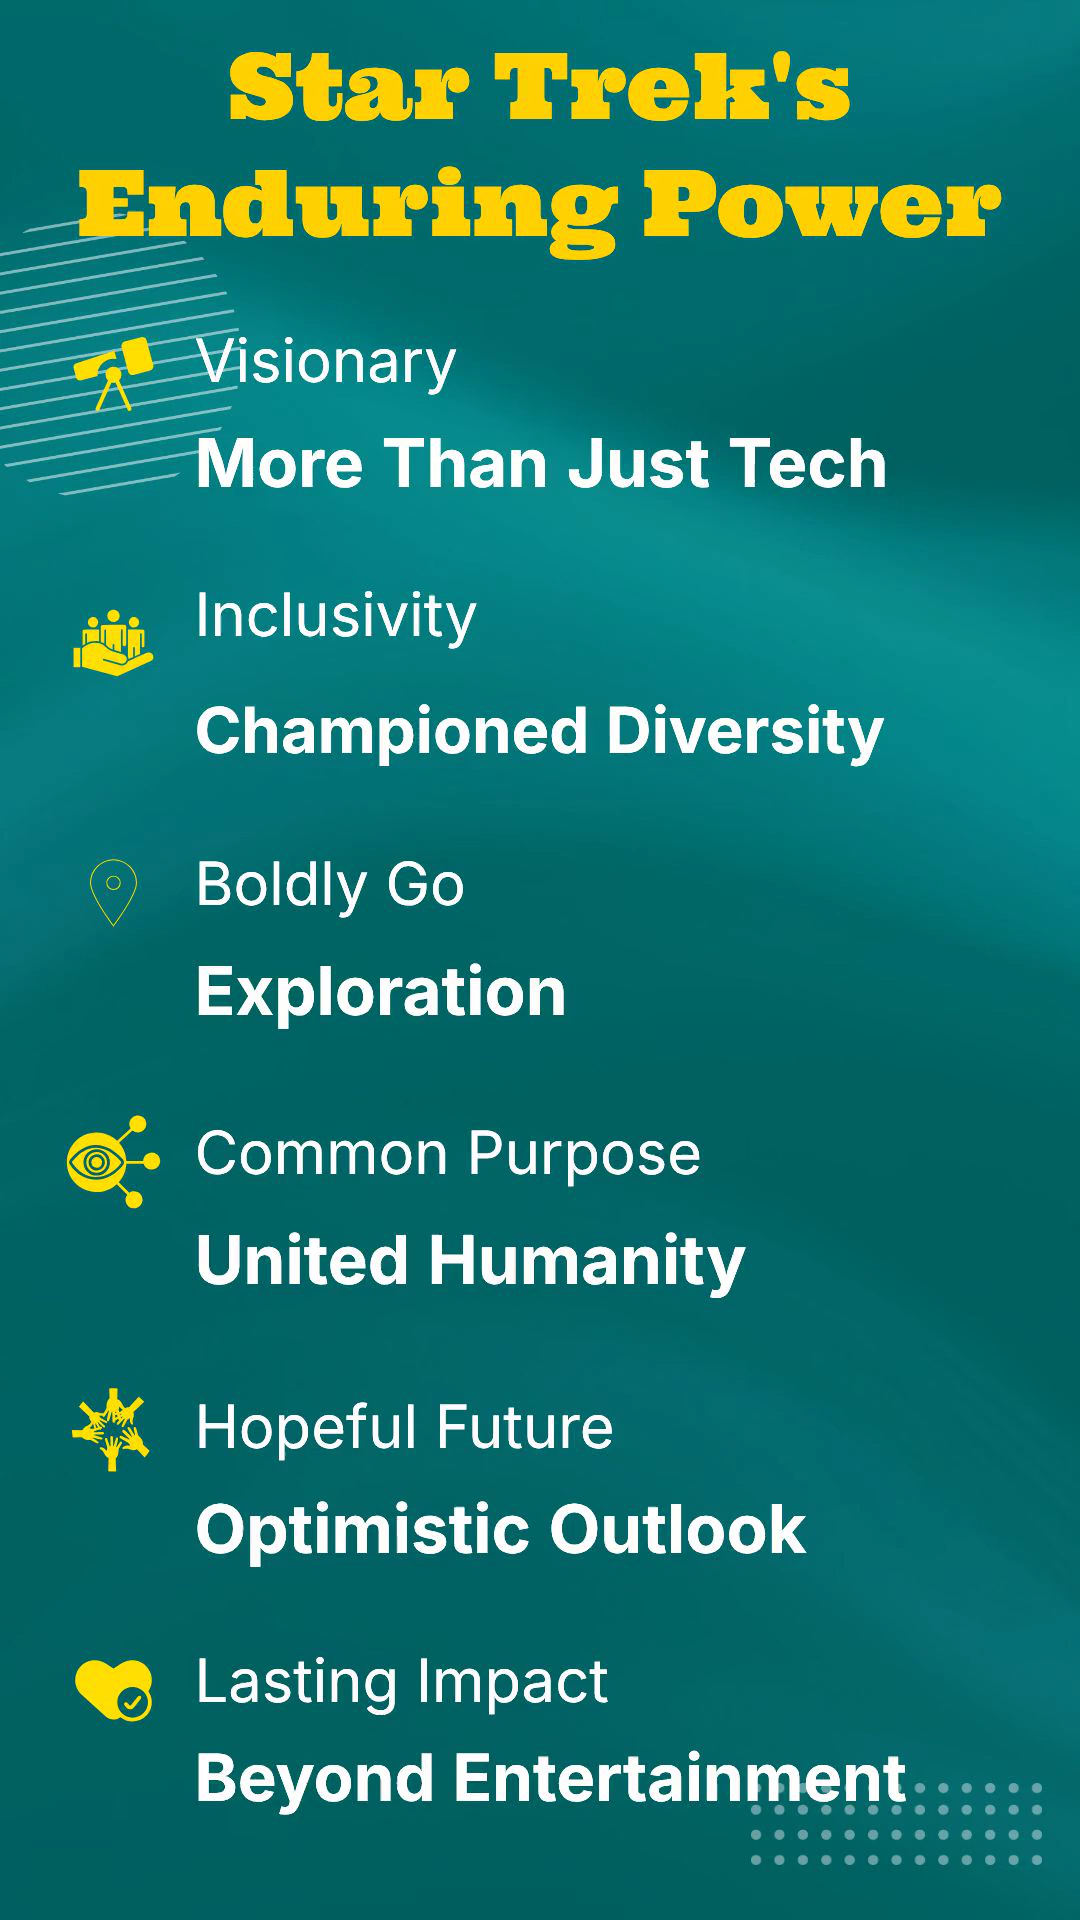 Star Trek's
Enduring Power
Visionary
More Than Just Tech
Inclusivity
Championed Diversity
Boldly Go
Exploration
Common Purpose
United Humanity
Hopeful Future
Optimistic Outlook
Lasting Impact
Beyond Entertainment